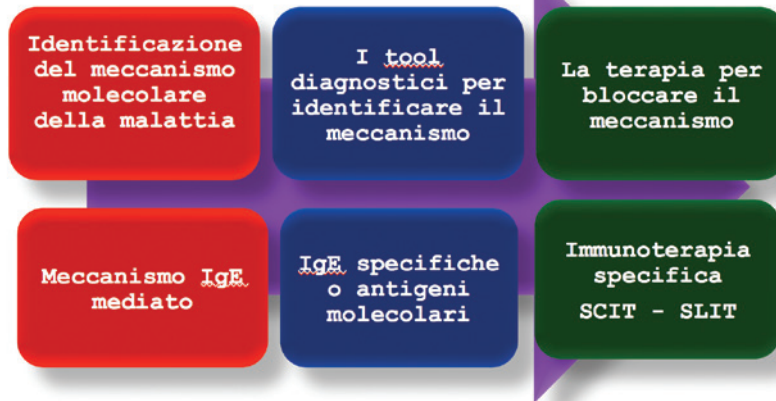 Identificazione
del meccanismo
molecolare
della malattia
I tool
diagnostici per
identificare il
meccanismo
La terapia per
bloccare il
meccanismo
Meccanismo IgE
mediato
IgE specifiche
o antigeni
molecolari
Immunoterapia
specifica
SCIT – SLIT